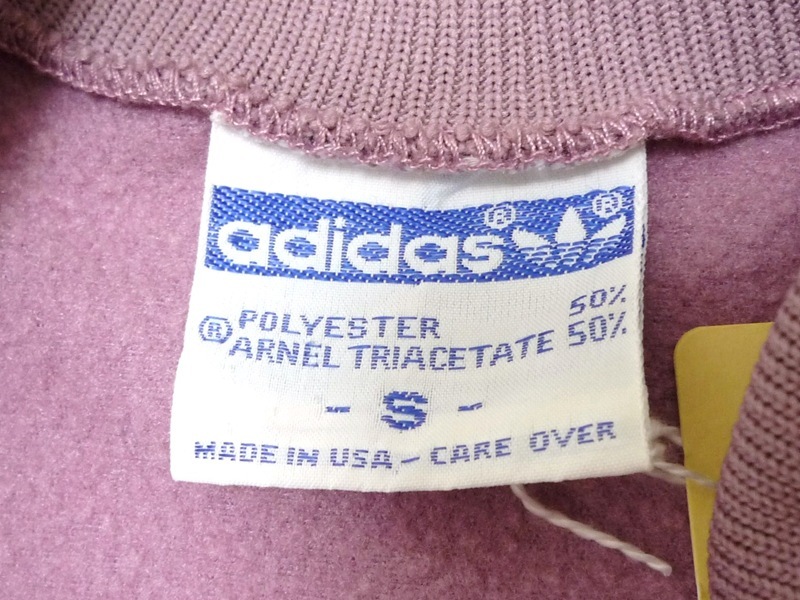 adidas® ®
POLYESTER 50%
® ARNEL TRIACETATE 50%
- S -
MADE IN USA - CARE OVER